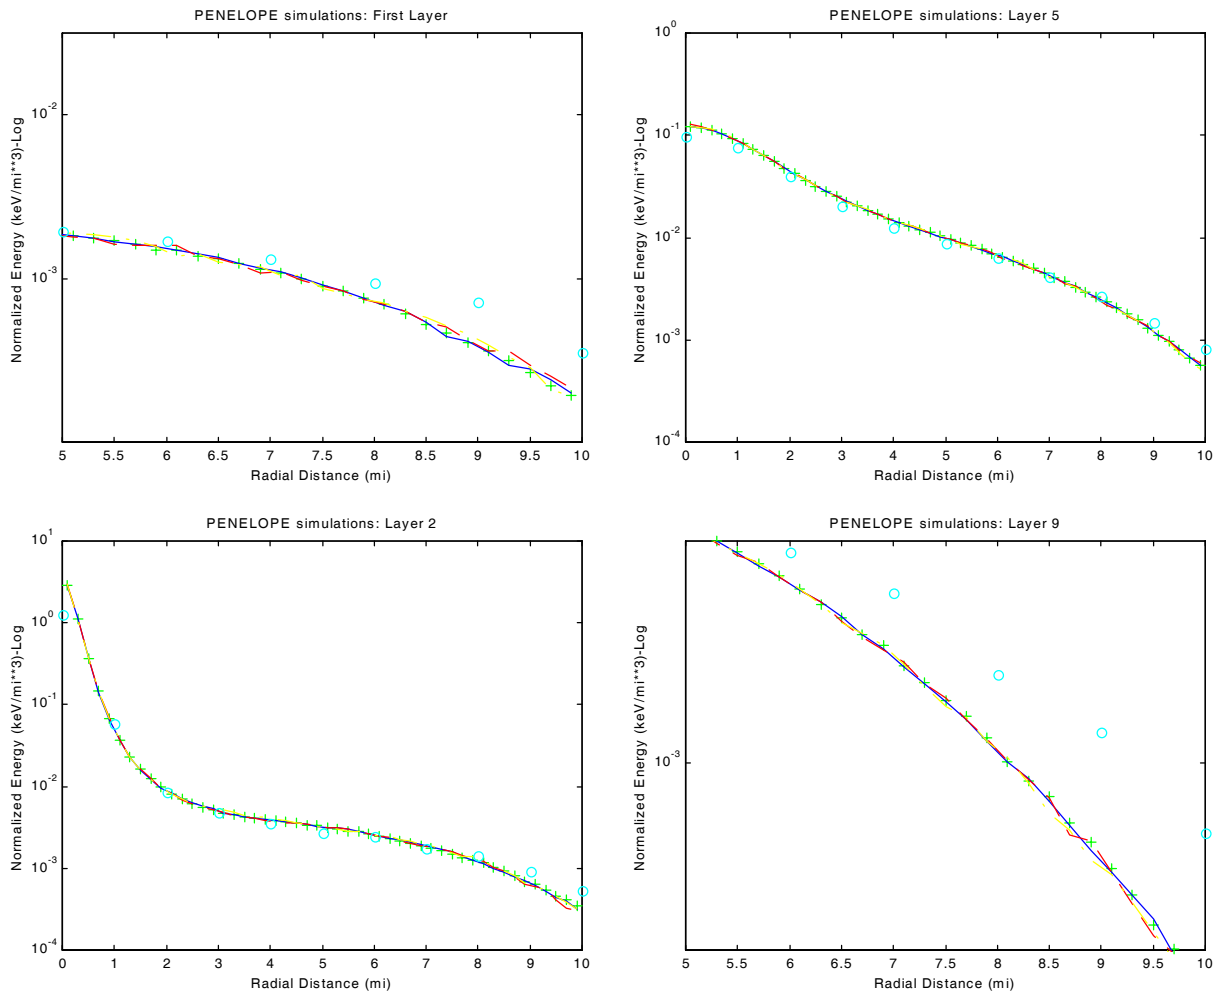 PENELOPE simulations: First Layer
Normalized Energy (keV/mi**3)-Log
10^-2
10^-3
5 5.5 6 6.5 7 7.5 8 8.5 9 9.5 10
Radial Distance (mi)
PENELOPE simulations: Layer 5
Normalized Energy (keV/mi**3)-Log
10^0
10^-1
10^-2
10^-3
10^-4
0 1 2 3 4 5 6 7 8 9 10
Radial Distance (mi)
PENELOPE simulations: Layer 2
Normalized Energy (keV/mi**3)-Log
10^1
10^0
10^-1
10^-2
10^-3
10^-4
0 1 2 3 4 5 6 7 8 9 10
Radial Distance (mi)
PENELOPE simulations: Layer 9
Normalized Energy (keV/mi**3)-Log
10^-3
5 5.5 6 6.5 7 7.5 8 8.5 9 9.5 10
Radial Distance (mi)